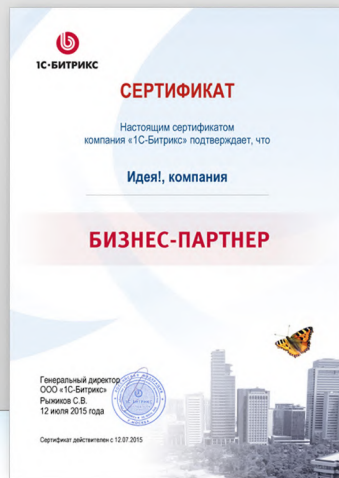 1С·БИТРИКС
СЕРТИФИКАТ
Настоящим сертификатом
компания «1С-Битрикс» подтверждает, что
Идея!, компания
БИЗНЕС-ПАРТНЕР
Генеральный директор
ООО «1С-Битрикс»
Рыжиков С.В.
12 июля 2015 года
Сертификат действителен с 12.07.2015